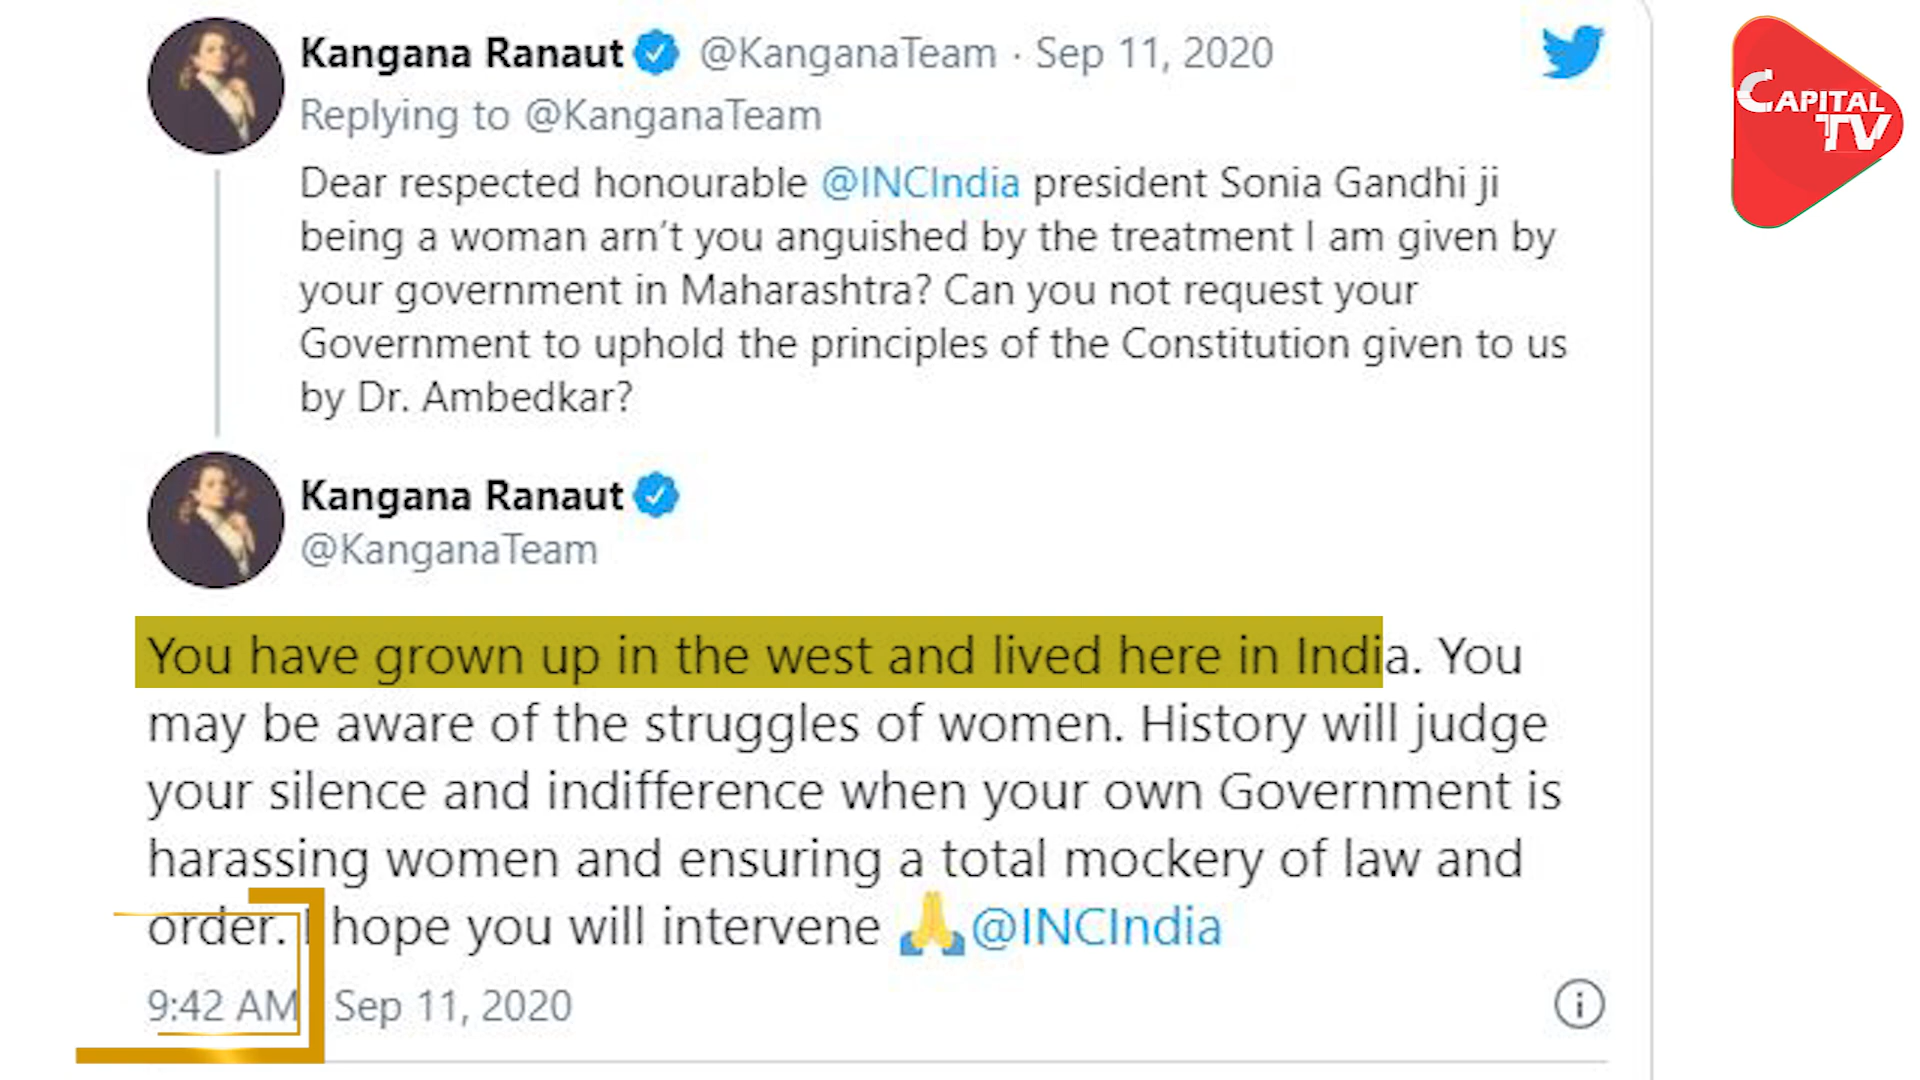 Kangana Ranaut @KanganaTeam · Sep 11, 2020
Replying to @KanganaTeam
Dear respected honourable @INCIndia president Sonia Gandhi ji
being a woman arn’t you anguished by the treatment I am given by
your government in Maharashtra? Can you not request your
Government to uphold the principles of the Constitution given to us
by Dr. Ambedkar?
Kangana Ranaut
@KanganaTeam
You have grown up in the west and lived here in India. You
may be aware of the struggles of women. History will judge
your silence and indifference when your own Government is
harassing women and ensuring a total mockery of law and
order. I hope you will intervene 🙏@INCIndia
9:42 AM Sep 11, 2020
CAPITAL
TV